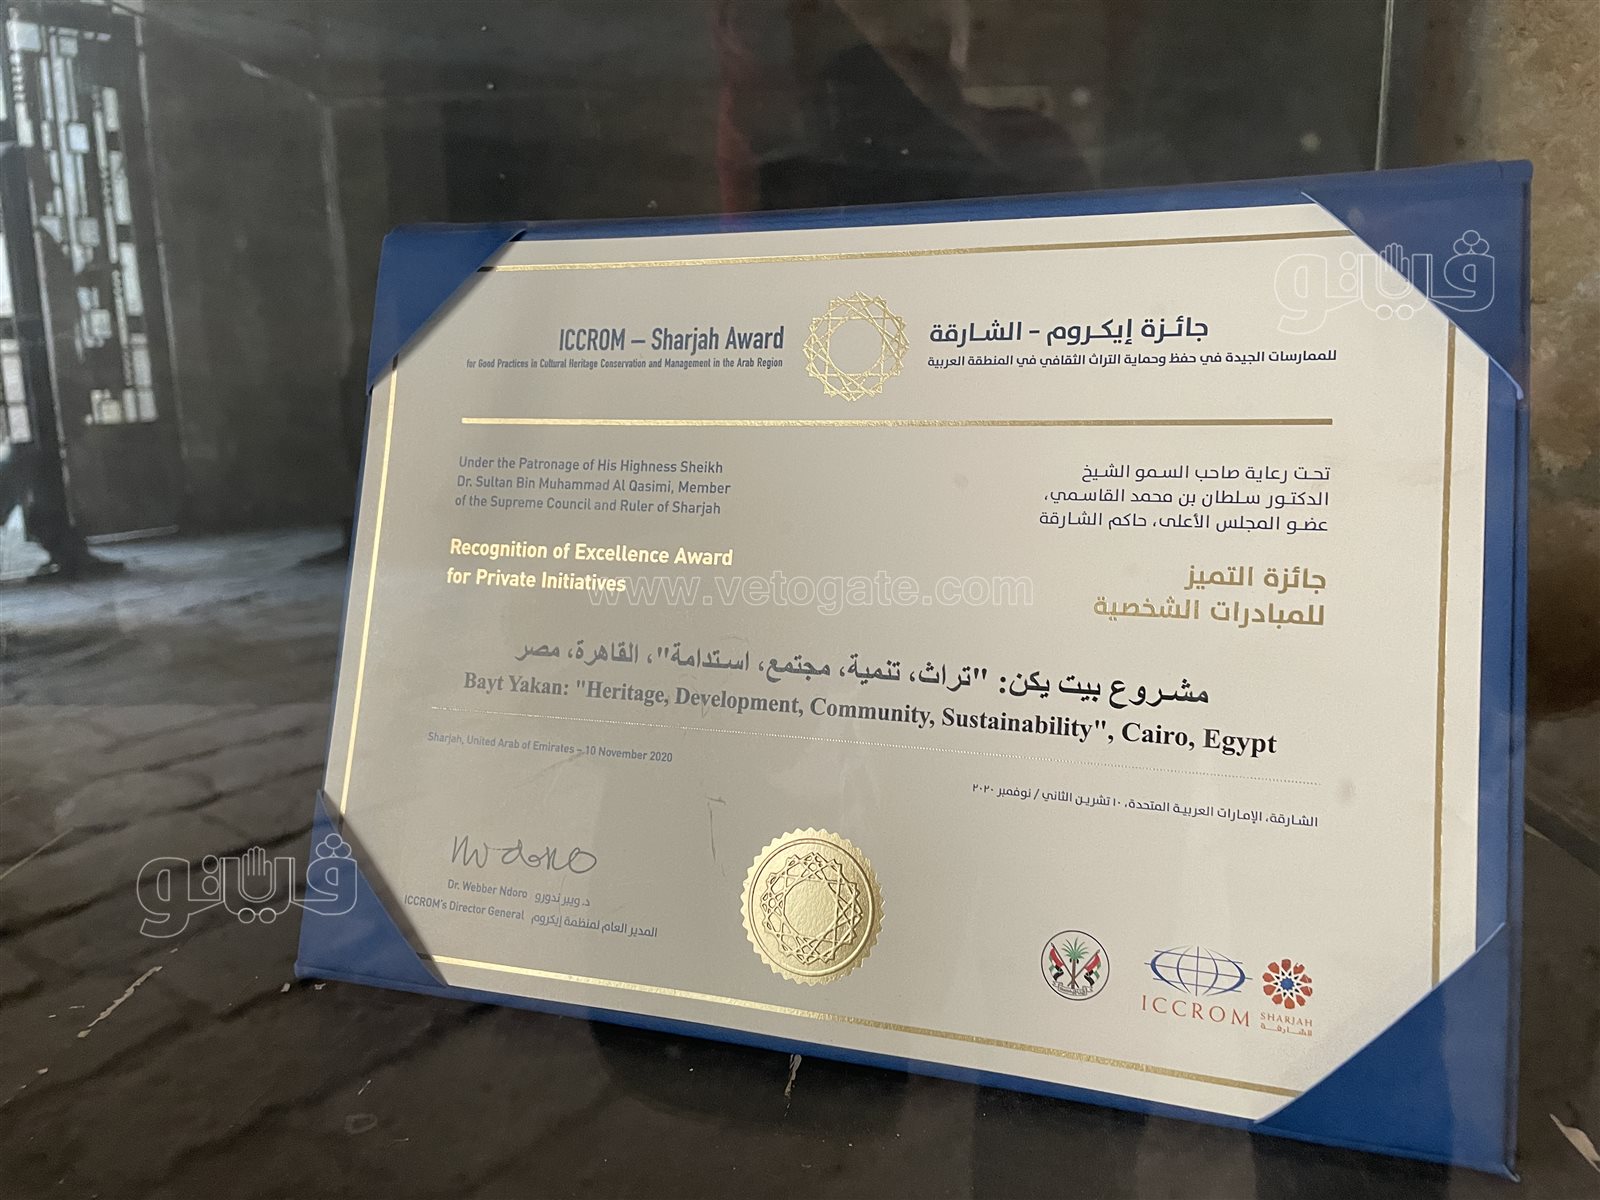 ICCROM – Sharjah Award
for Good Practices in Cultural Heritage Conservation and Management in the Arab Region
جائزة إيكروم - الشارقة
للممارسات الجيدة في حفظ وحماية التراث الثقافي في المنطقة العربية
Under the Patronage of His Highness Sheikh
Dr. Sultan Bin Muhammad Al Qasimi, Member
of the Supreme Council and Ruler of Sharjah
تحت رعاية صاحب السمو الشيخ
الدكتور سلطان بن محمد القاسمي،
عضو المجلس الأعلى، حاكم الشارقة
Recognition of Excellence Award
for Private Initiatives
جائزة التميز
للمبادرات الشخصية
مشروع بيت يكن: "تراث، تنمية، مجتمع، استدامة"، القاهرة، مصر
Bayt Yakan: "Heritage, Development, Community, Sustainability", Cairo, Egypt
Sharjah, United Arab of Emirates – 10 November 2020
الشارقة، الإمارات العربية المتحدة، ١٠ تشرين الثاني / نوفمبر ٢٠٢٠
Dr. Webber Ndoro د. ويبر ندورو
ICCROM's Director General المدير العام لمنظمة إيكروم
ICCROM
SHARJAH
الشارقة
www.vetogate.com
فيتو
فيتو